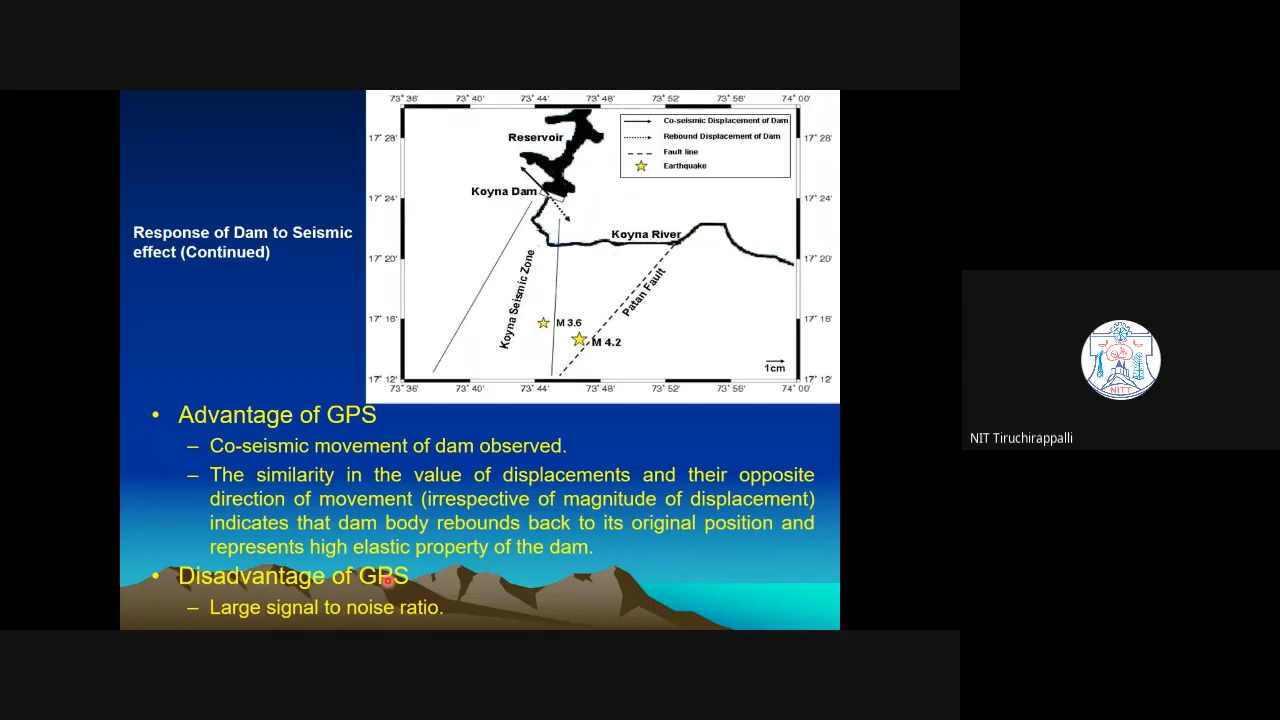 73° 36' 73° 40' 73° 44' 73° 48' 73° 52' 73° 56' 74° 00'
17° 28'
17° 24'
17° 20'
17° 16'
17° 12'
Reservoir
Koyna Dam
Koyna River
Koyna Seismic Zone
Patan Fault
M 3.6
M 4.2
1cm
Co-seismic Displacement of Dam
Rebound Displacement of Dam
Fault line
Earthquake
17° 28'
17° 24'
17° 20'
17° 16'
17° 12'
73° 36' 73° 40' 73° 44' 73° 48' 73° 52' 73° 56' 74° 00'
Response of Dam to Seismic
effect (Continued)
• Advantage of GPS
– Co-seismic movement of dam observed.
– The similarity in the value of displacements and their opposite
direction of movement (irrespective of magnitude of displacement)
indicates that dam body rebounds back to its original position and
represents high elastic property of the dam.
• Disadvantage of GPS
– Large signal to noise ratio.
NITT
NIT Tiruchirappalli